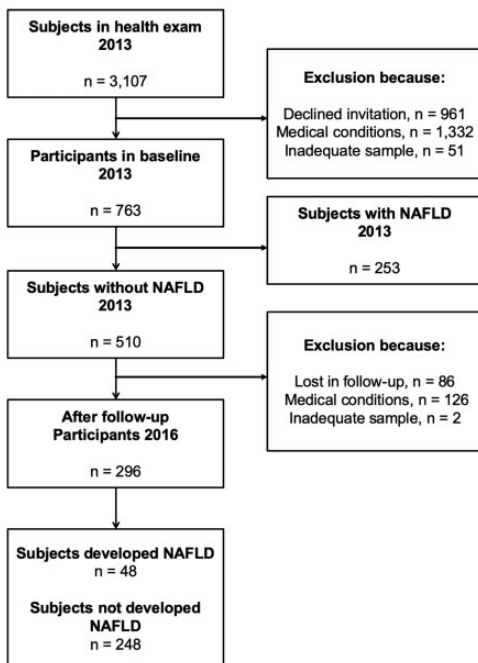 Subjects in health exam
2013
n = 3,107
Exclusion because:
Declined invitation, n = 961
Medical conditions, n = 1,332
Inadequate sample, n = 51
Participants in baseline
2013
n = 763
Subjects with NAFLD
2013
n = 253
Subjects without NAFLD
2013
n = 510
Exclusion because:
Lost in follow-up, n = 86
Medical conditions, n = 126
Inadequate sample, n = 2
After follow-up
Participants 2016
n = 296
Subjects developed NAFLD
n = 48
Subjects not developed
NAFLD
n = 248